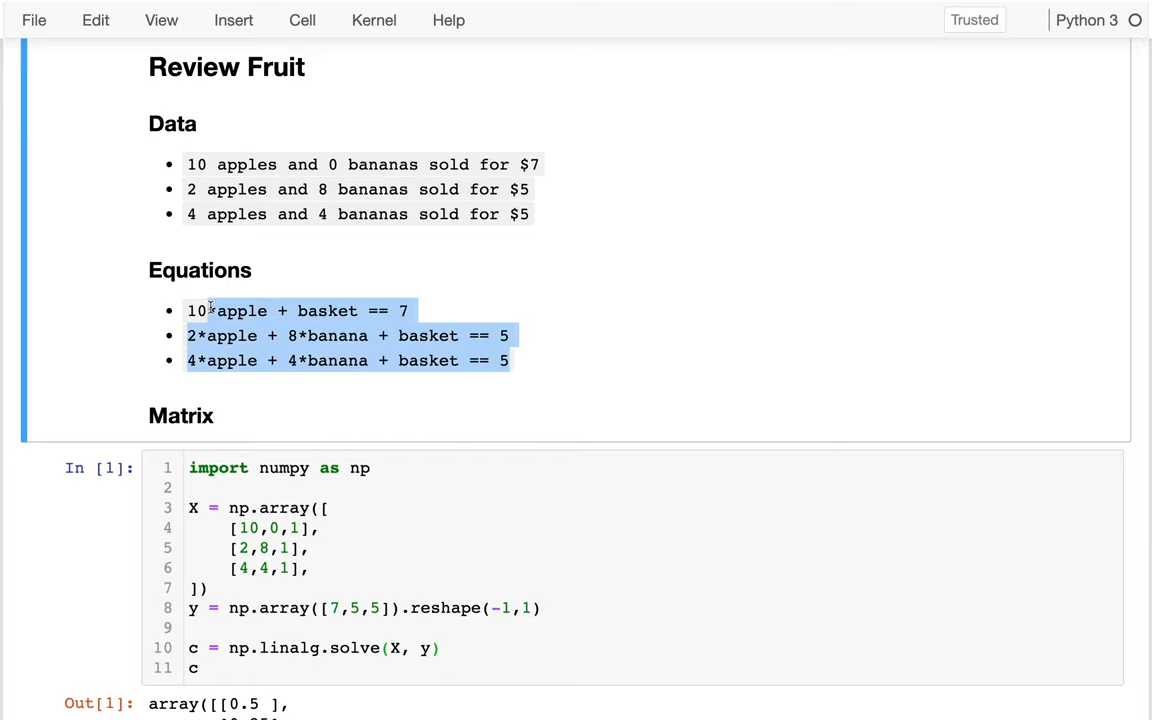 File Edit View Insert Cell Kernel Help Trusted Python 3
Review Fruit
Data
• 10 apples and 0 bananas sold for $7
• 2 apples and 8 bananas sold for $5
• 4 apples and 4 bananas sold for $5
Equations
• 10*apple + basket == 7
• 2*apple + 8*banana + basket == 5
• 4*apple + 4*banana + basket == 5
Matrix
In [1]: 1 import numpy as np
2
3 X = np.array([
4 [10,0,1],
5 [2,8,1],
6 [4,4,1],
7 ])
8 y = np.array([7,5,5]).reshape(-1,1)
9
10 c = np.linalg.solve(X, y)
11 c
Out[1]: array([[0.5 ],